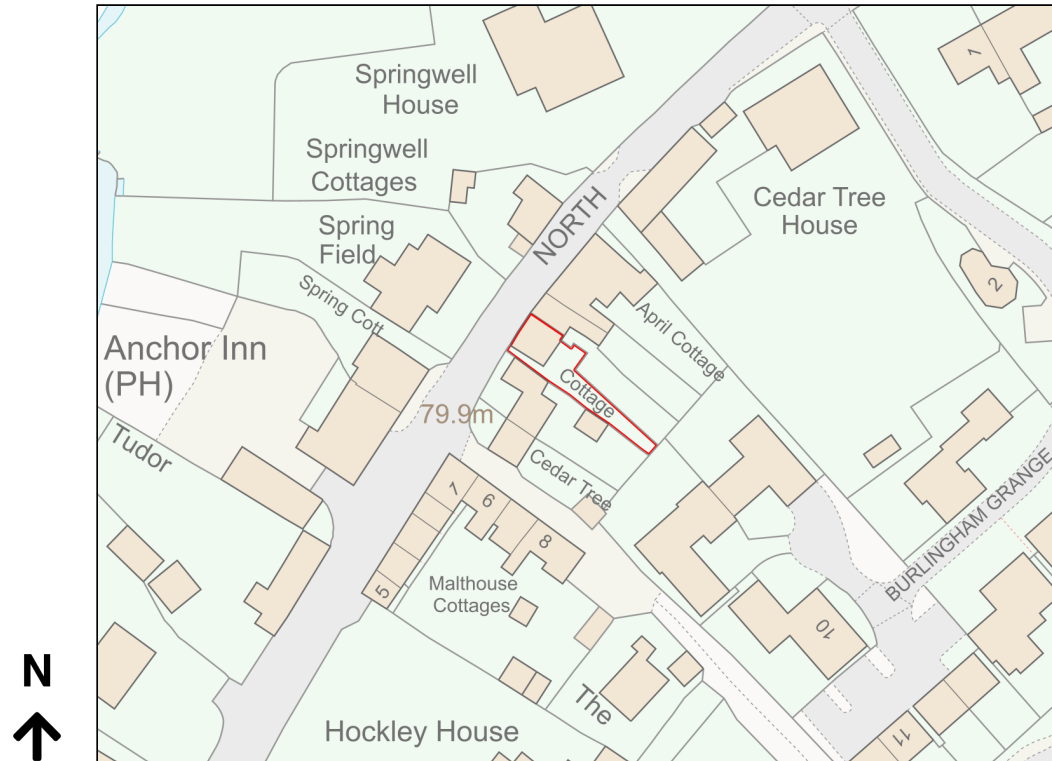 1
Springwell
House
Springwell
Cottages
Cedar Tree
House
NORTH
Spring
Field
2
Spring Cott
April Cottage
Anchor Inn
(PH)
Cottage
79.9m
Tudor
Cedar Tree
7
6
8
BURLINGHAM GRANGE
5
Malthouse
Cottages
10
N
The
Hockley House
11